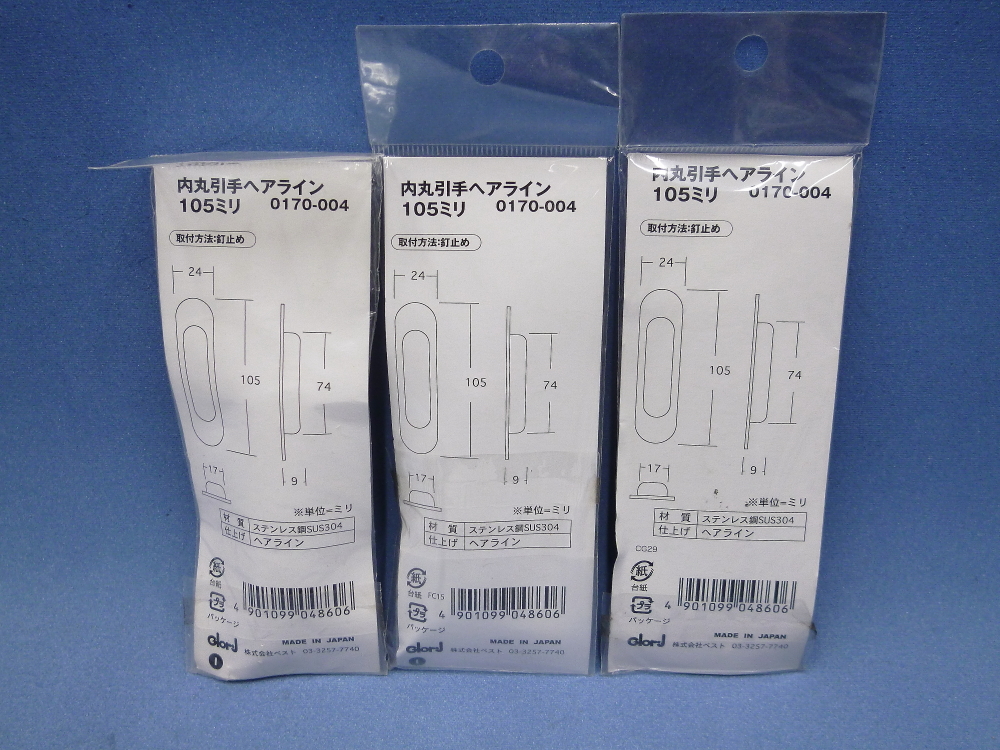 内丸引手ヘアライン
105ミリ 0170-004
取付方法:釘止め
24
105
74
17
9
※単位=ミリ
材 質 ステンレス鋼SUS304
仕上げ ヘアライン
紙
台紙
プラ
パッケージ
4 901099 048606
MADE IN JAPAN
GlorJ
内丸引手ヘアライン
105ミリ 0170-004
取付方法:釘止め
24
105
74
17
9
※単位=ミリ
材 質 ステンレス鋼SUS304
仕上げ ヘアライン
紙
台紙 FC15
プラ
パッケージ
4 901099 048606
MADE IN JAPAN
GlorJ 株式会社ベスト 03-3257-7740
内丸引手ヘアライン
105ミリ 0170-004
取付方法:釘止め
24
105
74
17
9
※単位=ミリ
材 質 ステンレス鋼SUS304
仕上げ ヘアライン
CG29
紙
台紙
プラ
パッケージ
4 901099 048606
MADE IN JAPAN
GlorJ 株式会社ベスト 03-3257-7740
株式会社ベスト 03-3257-7740